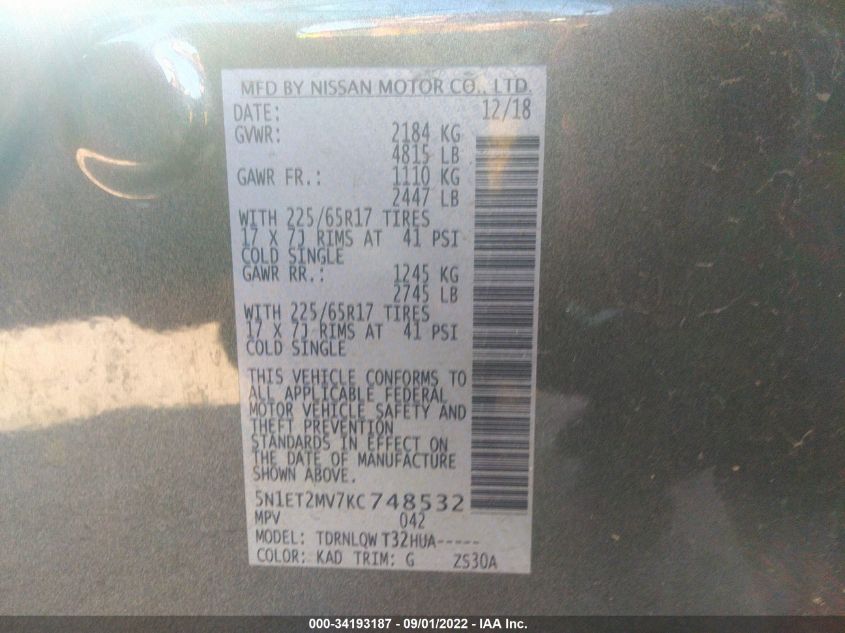 MFD BY NISSAN MOTOR CO., LTD.
DATE: 12/18
GVWR: 2184 KG
4815 LB
GAWR FR.: 1110 KG
2447 LB
WITH 225/65R17 TIRES
17 X 7J RIMS AT 41 PSI
COLD SINGLE
GAWR RR.: 1245 KG
2745 LB
WITH 225/65R17 TIRES
17 X 7J RIMS AT 41 PSI
COLD SINGLE
THIS VEHICLE CONFORMS TO
ALL APPLICABLE FEDERAL
MOTOR VEHICLE SAFETY AND
THEFT PREVENTION
STANDARDS IN EFFECT ON
THE DATE OF MANUFACTURE
SHOWN ABOVE.
5N1ET2MV7KC748532
MPV 042
MODEL: TDRNLQW T32HUA-----
COLOR: KAD TRIM: G ZS30A
000-34193187 - 09/01/2022 - IAA Inc.